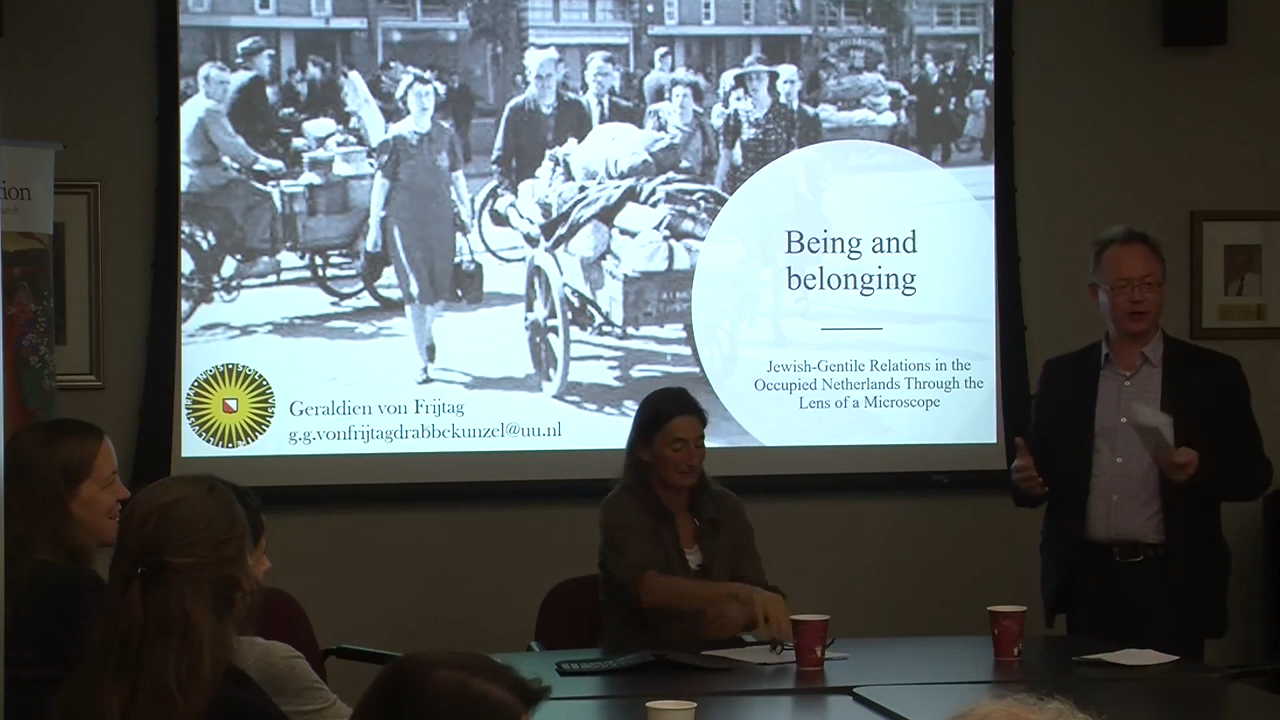 Being and
belonging
Jewish-Gentile Relations in the
Occupied Netherlands Through the
Lens of a Microscope
Geraldien von Frijtag
g.g.vonfrijtagdrabbekunzel@uu.nl